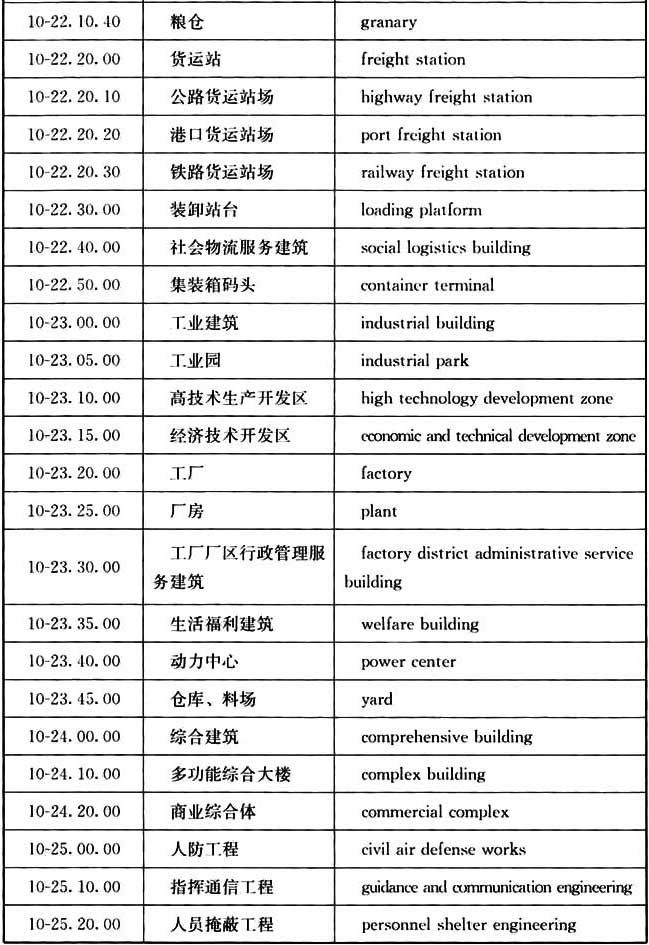 10-22. 10. 40 粮仓 granary
10-22. 20. 00 货运站 freight station
10-22. 20. 10 公路货运站场 highway freight station
10-22. 20. 20 港口货运站场 port freight station
10-22. 20. 30 铁路货运站场 railway freight station
10-22. 30. 00 装卸站台 loading platform
10-22. 40. 00 社会物流服务建筑 social logistics building
10-22. 50. 00 集装箱码头 container terminal
10-23. 00. 00 工业建筑 industrial building
10-23. 05. 00 工业园 industrial park
10-23. 10. 00 高技术生产开发区 high technology development zone
10-23. 15. 00 经济技术开发区 economic and technical development zone
10-23. 20. 00 工厂 factory
10-23. 25. 00 厂房 plant
10-23. 30. 00 工厂厂区行政管理服 factory district administrative service
务建筑 building
10-23. 35. 00 生活福利建筑 welfare building
10-23. 40. 00 动力中心 power center
10-23. 45. 00 仓库、料场 yard
10-24. 00. 00 综合建筑 comprehensive building
10-24. 10. 00 多功能综合大楼 complex building
10-24. 20. 00 商业综合体 commercial complex
10-25. 00. 00 人防工程 civil air defense works
10-25. 10. 00 指挥通信工程 guidance and communication engineering
10-25. 20. 00 人员掩蔽工程 personnel shelter engineering